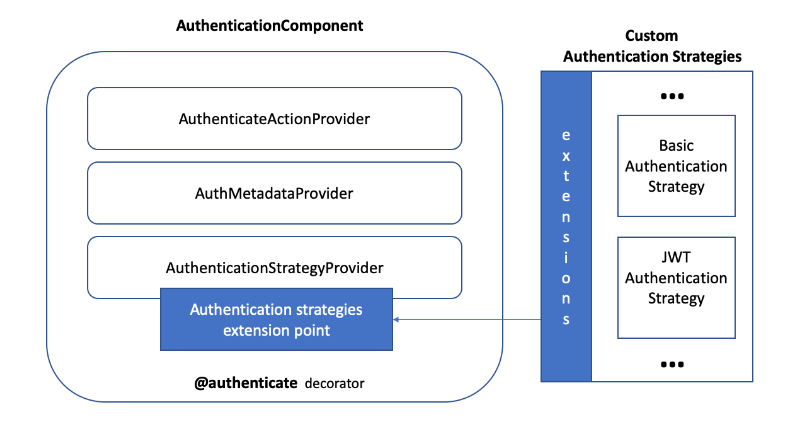 AuthenticationComponent
AuthenticateActionProvider
AuthMetadataProvider
AuthenticationStrategyProvider
Authentication strategies
extension point
@authenticate decorator
Custom
Authentication Strategies
extensions
...
Basic
Authentication
Strategy
JWT
Authentication
Strategy
...